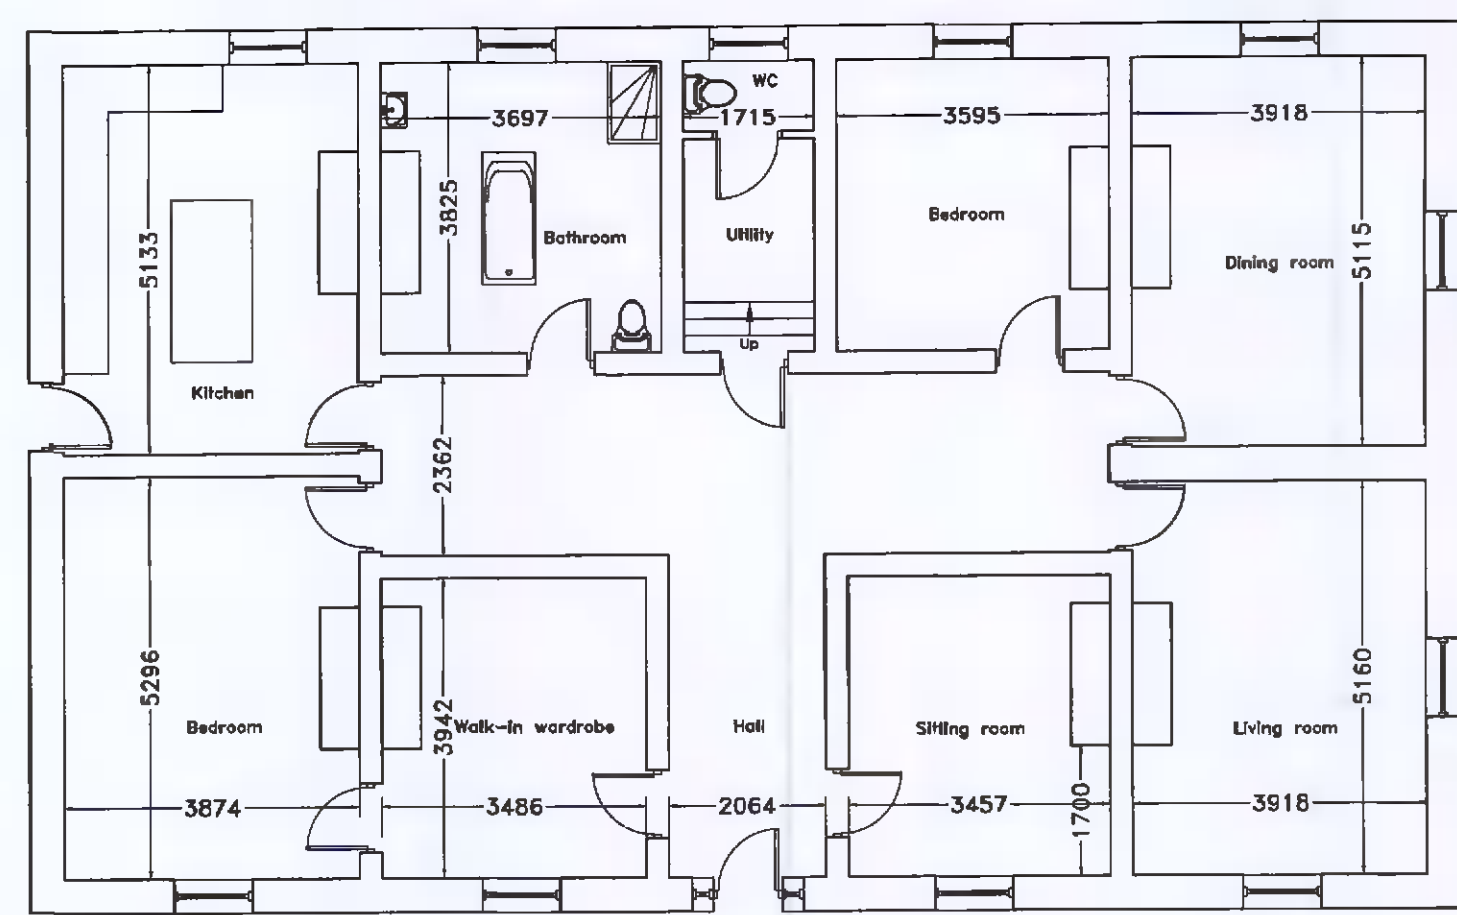 WC
3697
1715
3595
3918
3825
Bedroom
Utility
Bathroom
5133
5115
Dining room
Up
Kitchen
2362
5296
3942
5160
Bedroom
Walk-in wardrobe
Hall
Sitting room
Living room
3874
3486
2064
3457
1700
3918